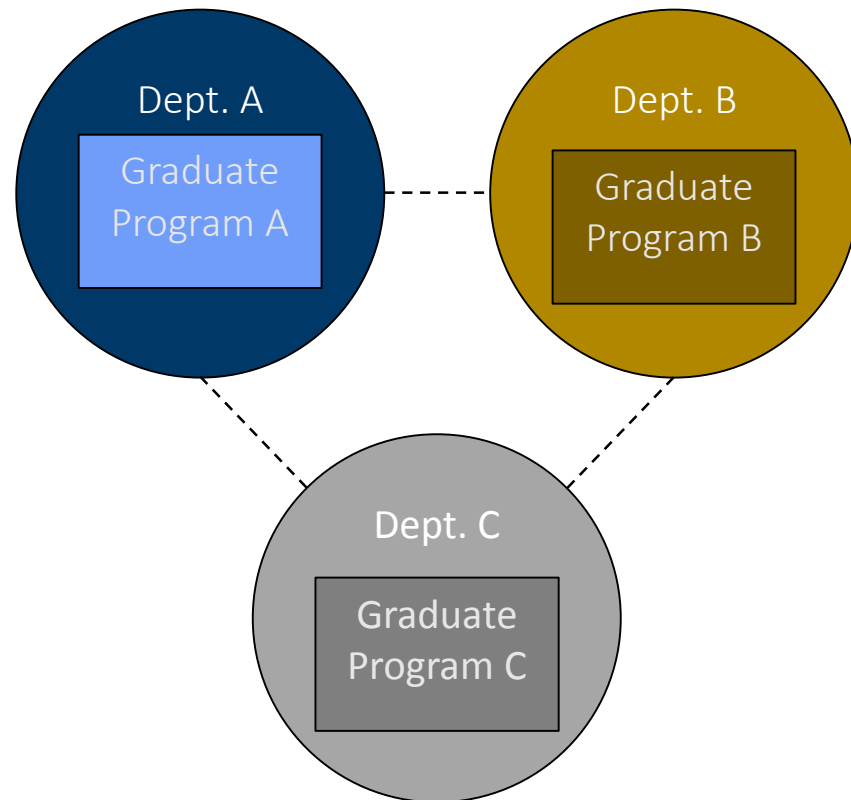 Dept. A
Graduate
Program A
Dept. B
Graduate
Program B
Dept. C
Graduate
Program C